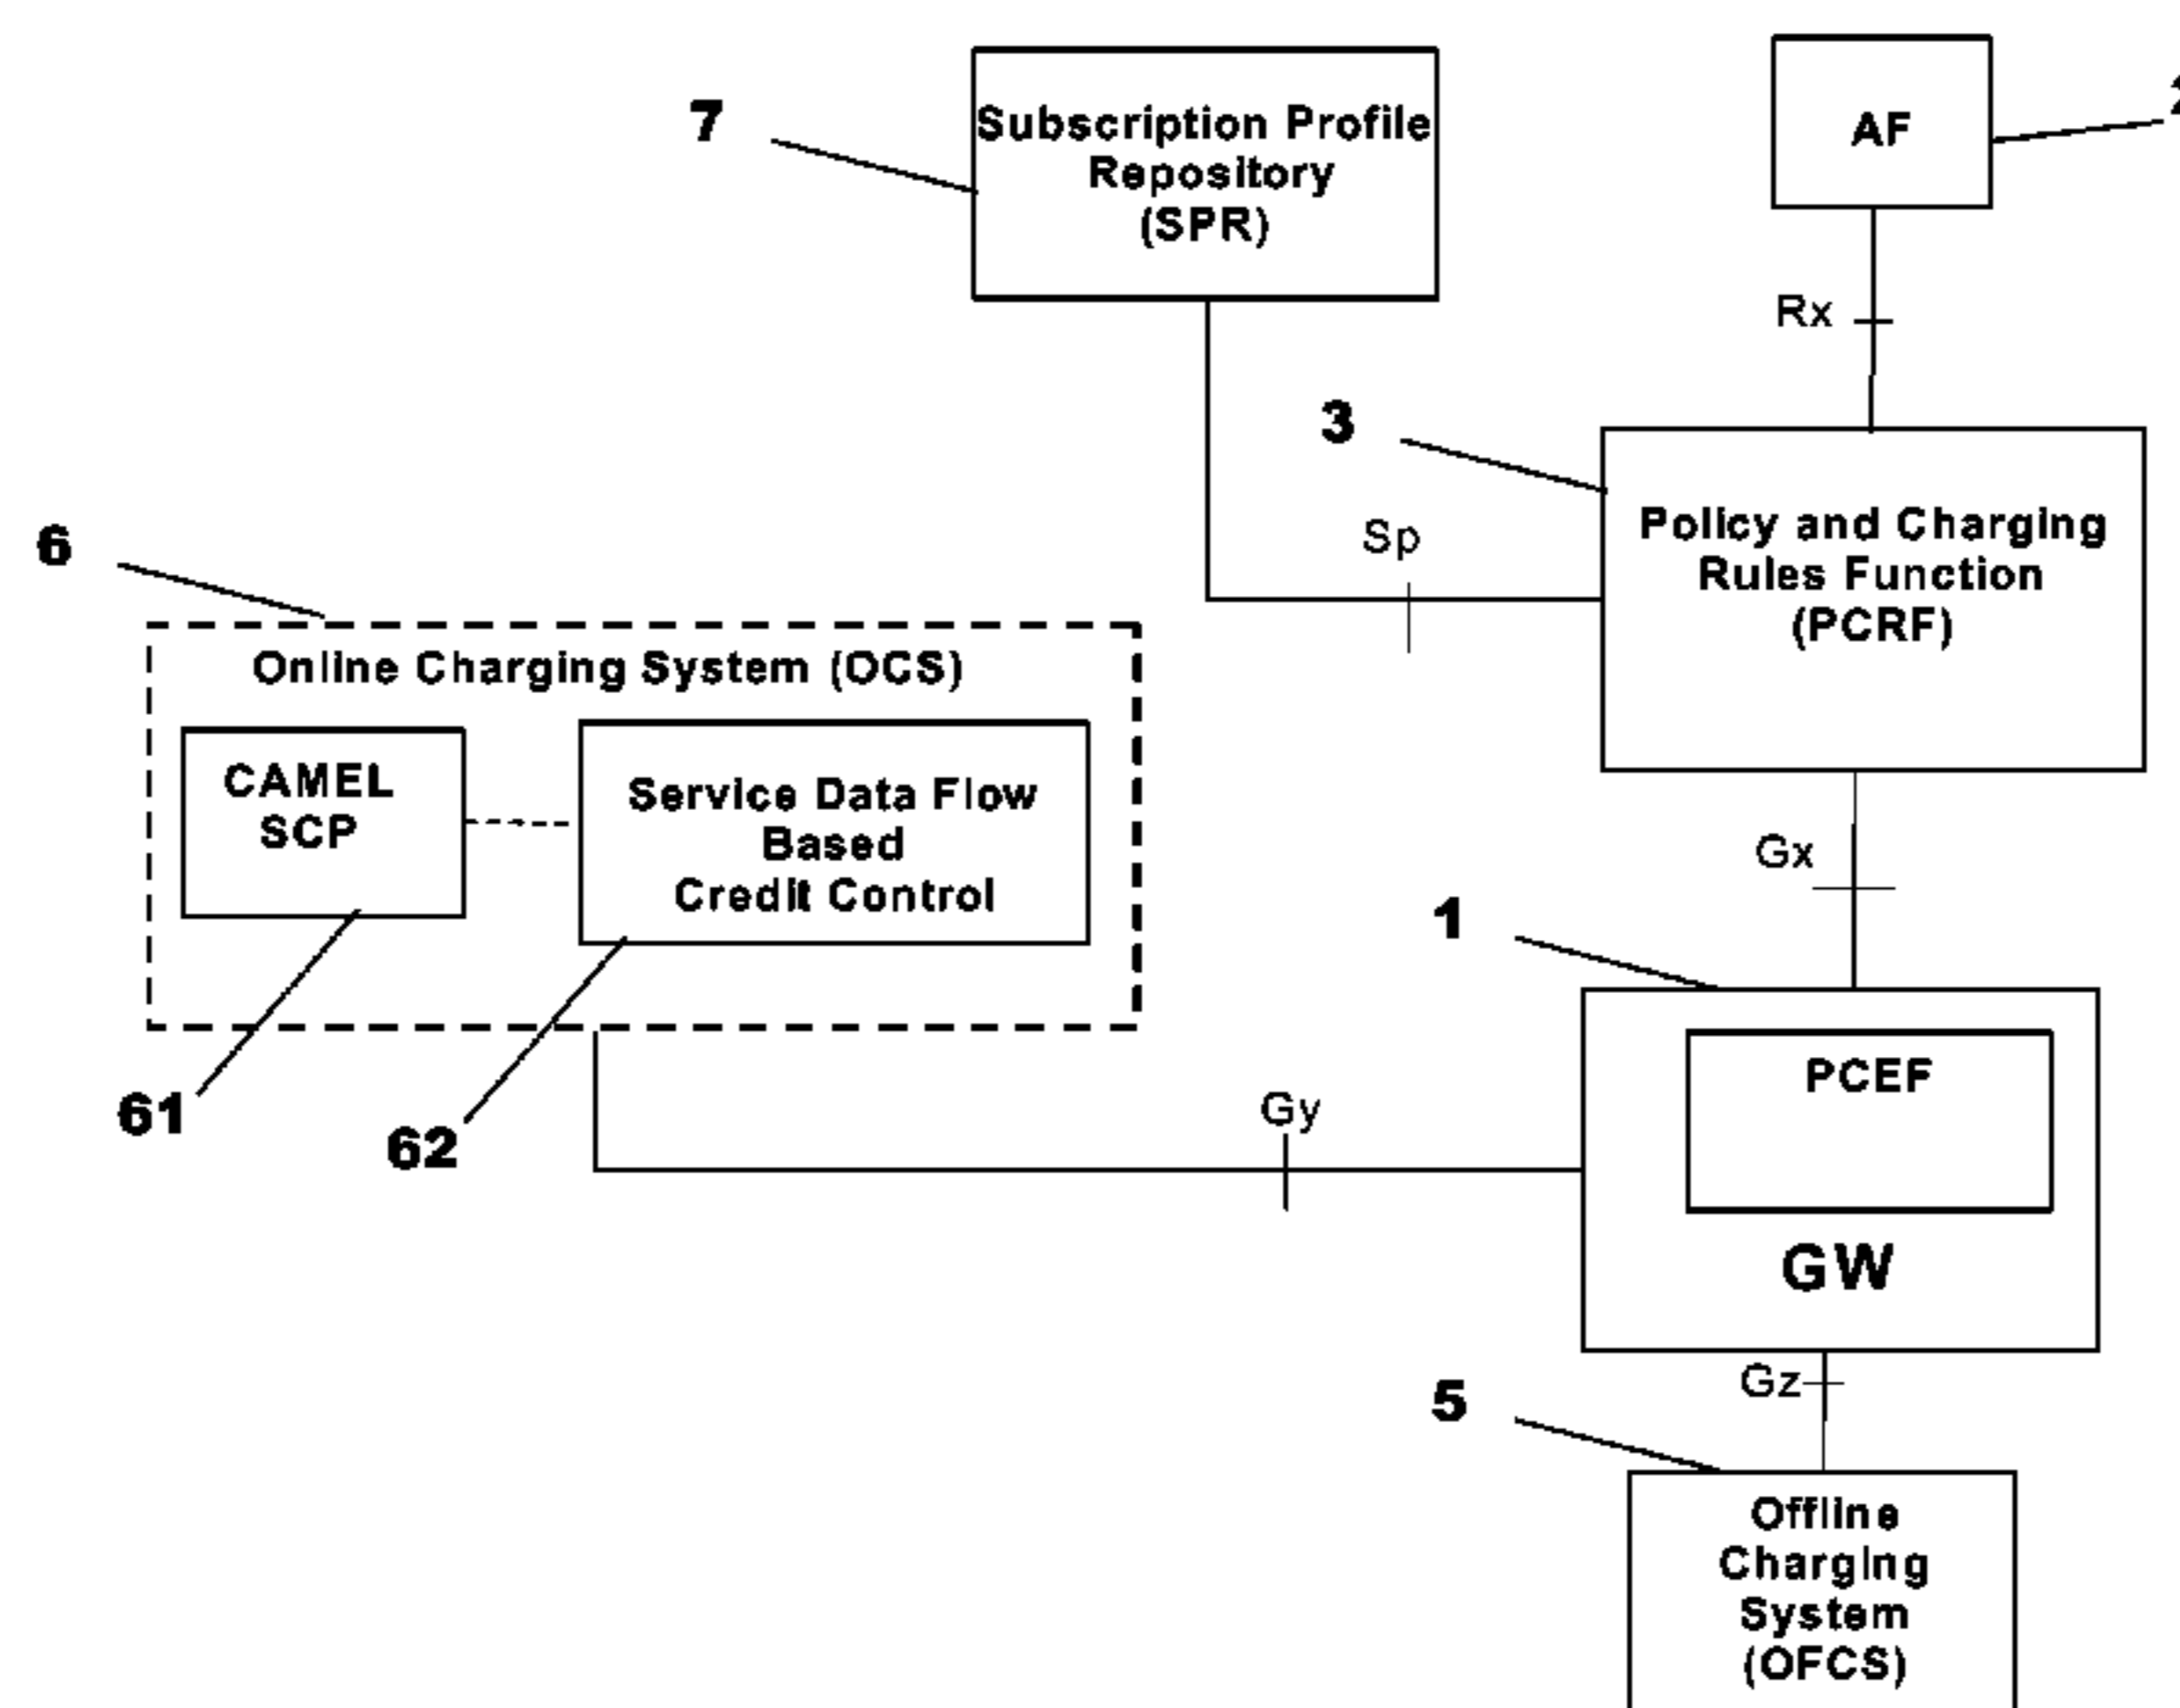 7
Subscription Profile
Repository
(SPR)
AF
Rx
3
Sp
Policy and Charging
Rules Function
(PCRF)
6
Online Charging System (OCS)
CAMEL
SCP
Service Data Flow
Based
Credit Control
Gx
1
PCEF
GW
61
62
Gy
Gz
5
Offline
Charging
System
(OFCS)